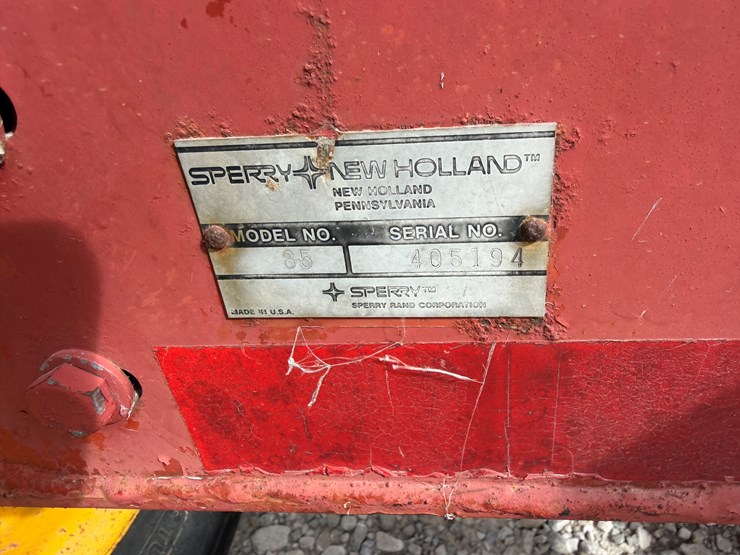 SPERRY NEW HOLLAND™
NEW HOLLAND
PENNSYLVANIA
MODEL NO. SERIAL NO.
85 405194
SPERRY™
SPERRY RAND CORPORATION
MADE IN U.S.A.